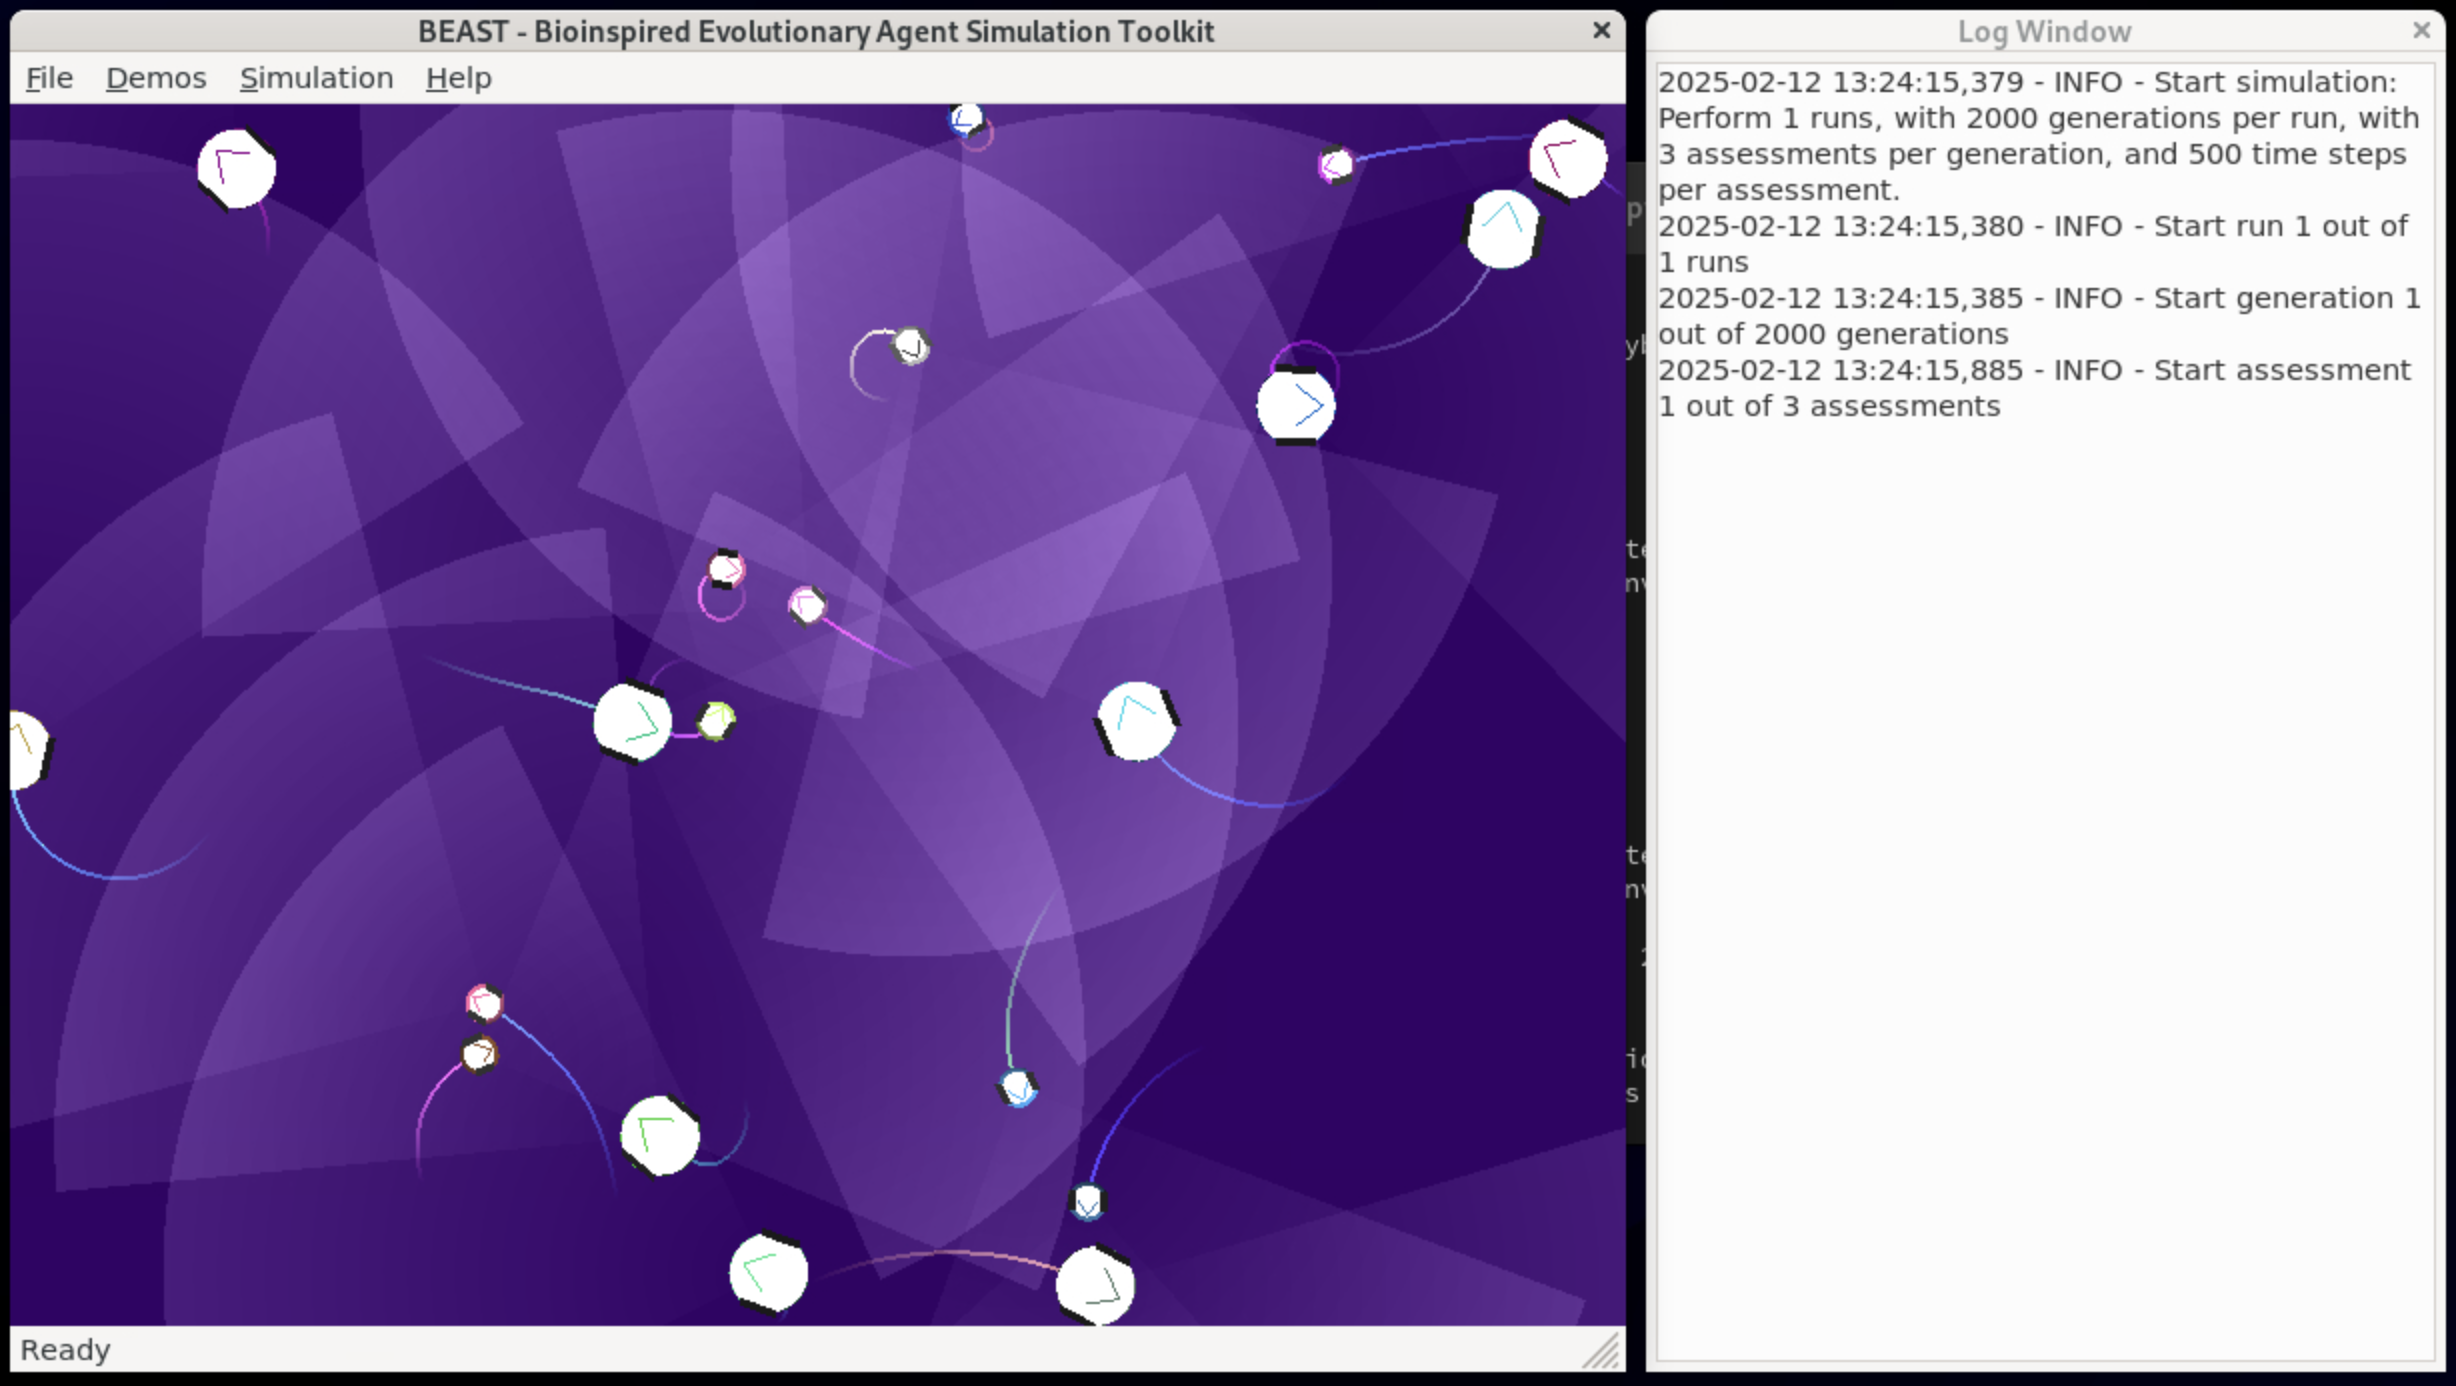 BEAST - Bioinspired Evolutionary Agent Simulation Toolkit
File Demos Simulation Help
Ready
Log Window
2025-02-12 13:24:15,379 - INFO - Start simulation:
Perform 1 runs, with 2000 generations per run, with
3 assessments per generation, and 500 time steps
per assessment.
2025-02-12 13:24:15,380 - INFO - Start run 1 out of
1 runs
2025-02-12 13:24:15,385 - INFO - Start generation 1
out of 2000 generations
2025-02-12 13:24:15,885 - INFO - Start assessment
1 out of 3 assessments